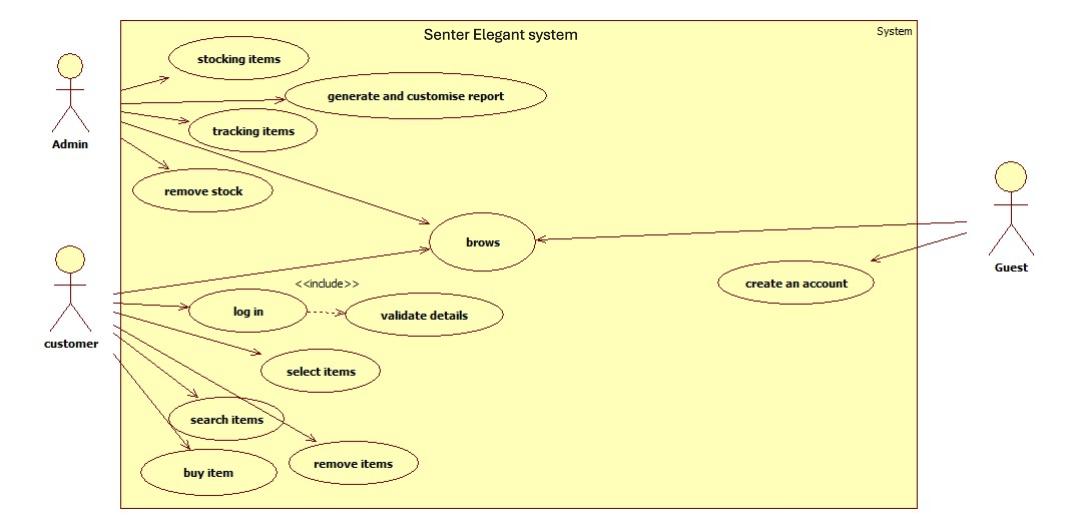 Senter Elegant system
System
stocking items
generate and customise report
tracking items
Admin
remove stock
brows
Guest
create an account
<<include>>
log in
validate details
customer
select items
search items
remove items
buy item